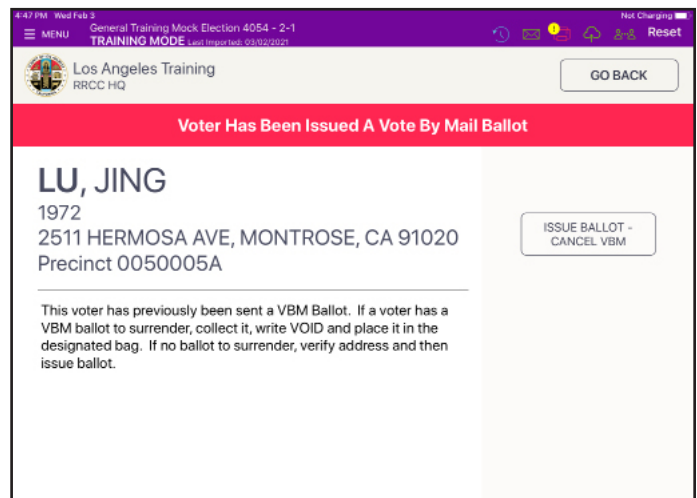 4:47 PM Wed Feb 3
Not Charging
MENU
General Training Mock Election 4054 - 2-1
TRAINING MODE Last Imported: 03/02/2021
Reset
Los Angeles Training
RRCC HQ
GO BACK
Voter Has Been Issued A Vote By Mail Ballot
LU, JING
1972
2511 HERMOSA AVE, MONTROSE, CA 91020
Precinct 0050005A
ISSUE BALLOT -
CANCEL VBM
This voter has previously been sent a VBM Ballot. If a voter has a
VBM ballot to surrender, collect it, write VOID and place it in the
designated bag. If no ballot to surrender, verify address and then
issue ballot.